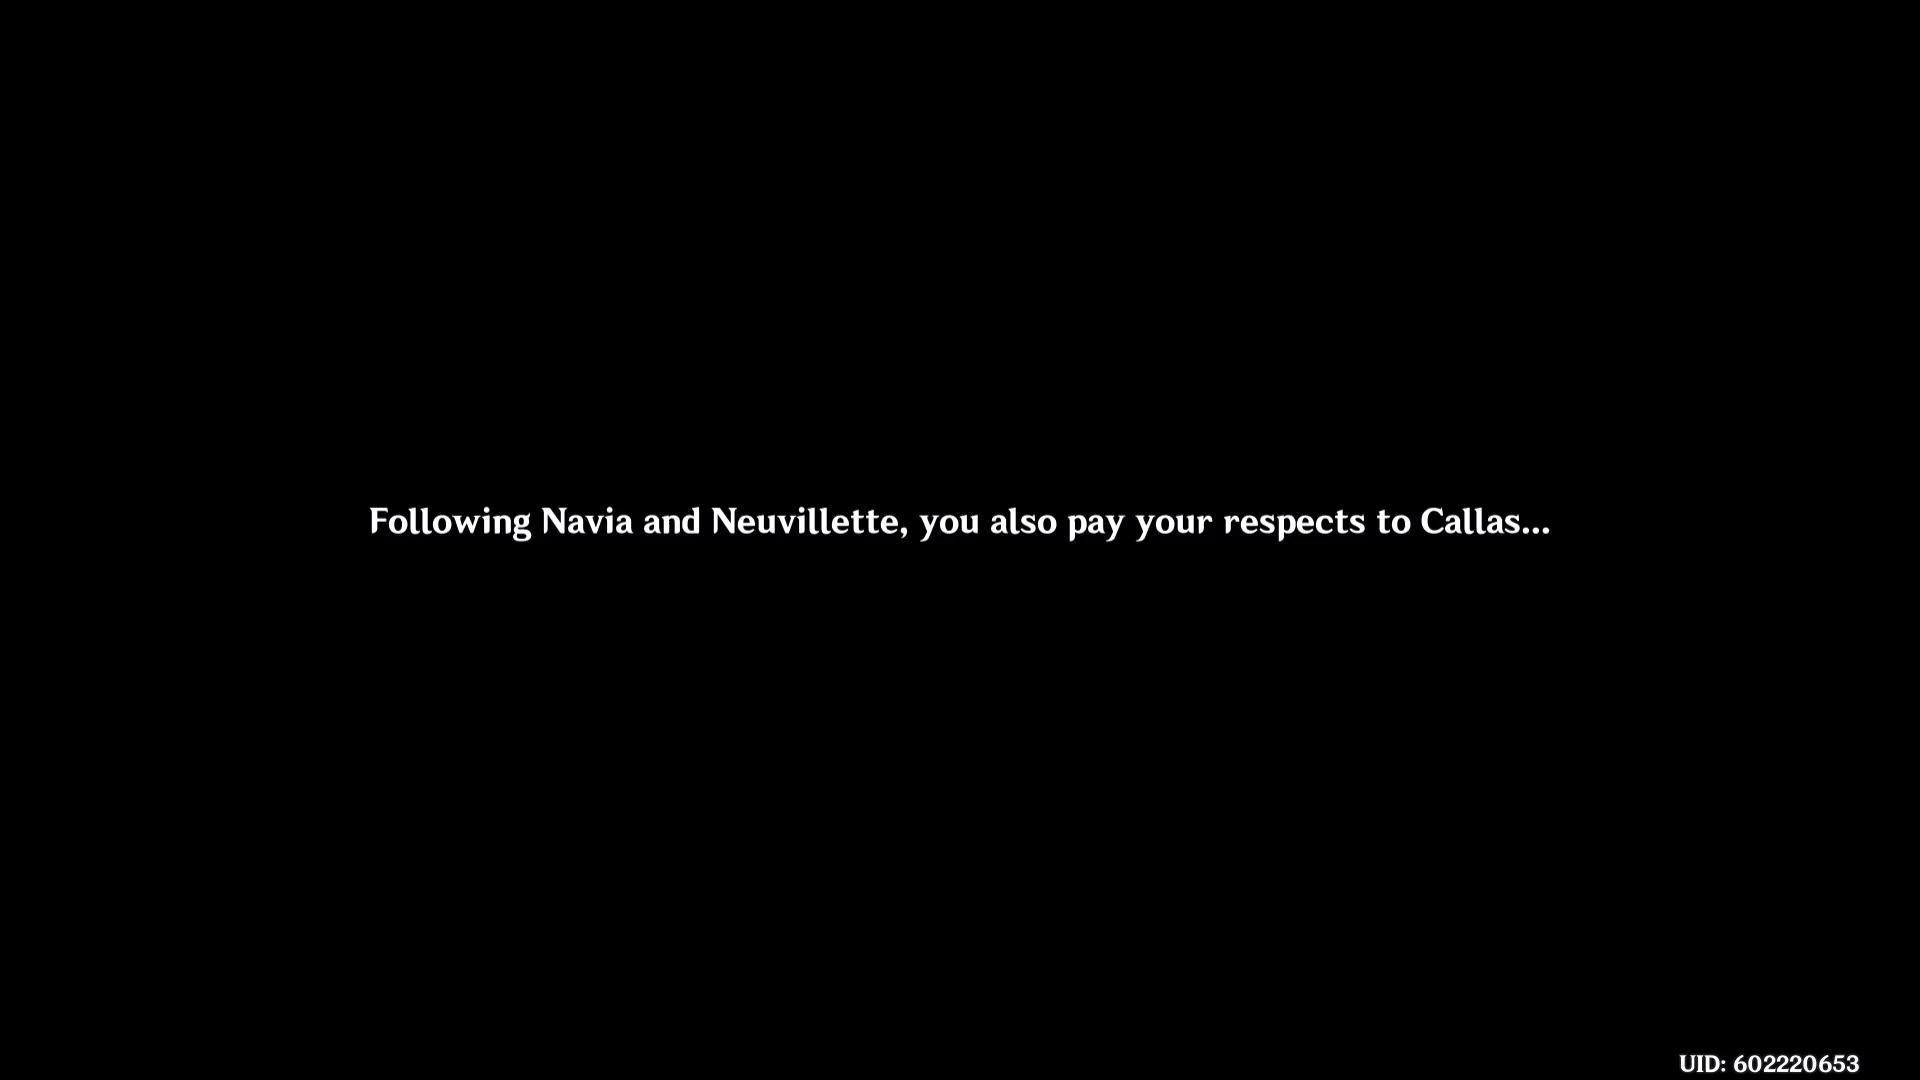 Following Navia and Neuvillette, you also pay your respects to Callas...
UID: 602220653